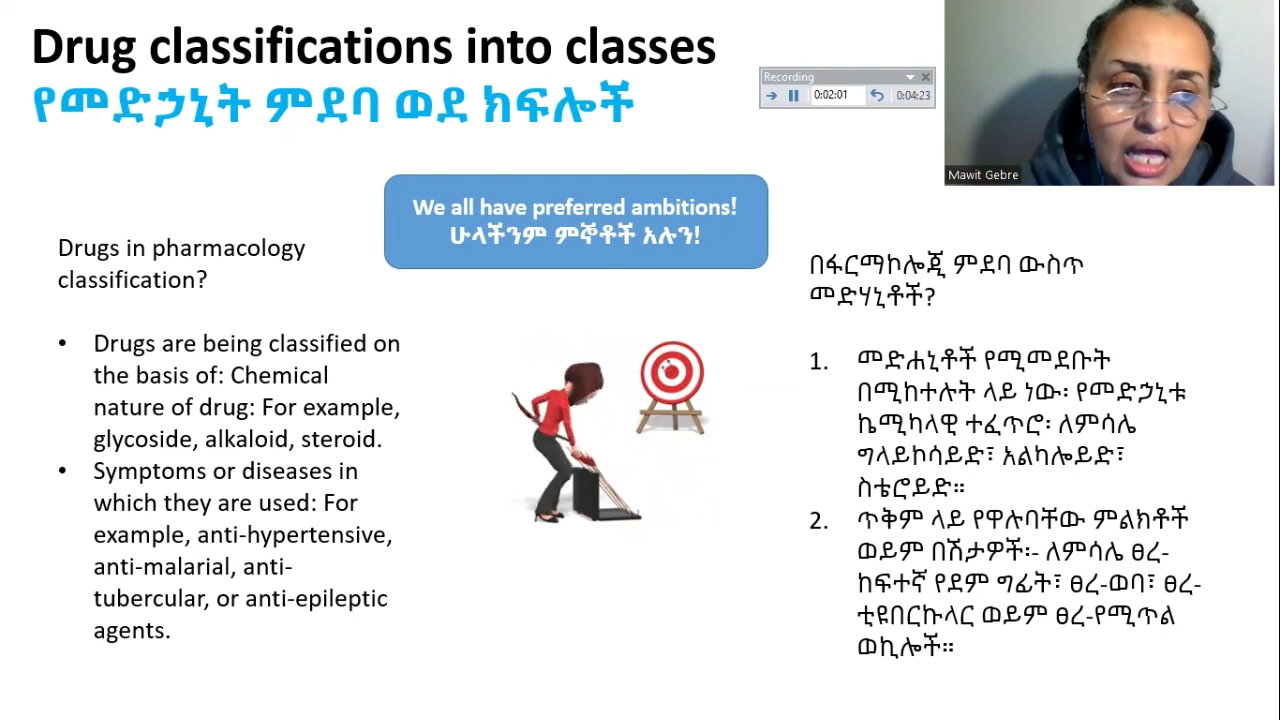 Drug classifications into classes
የመድኃኒት ምደባ ወደ ክፍሎች
Recording
0:02:01
0:04:23
Mawit Gebre
We all have preferred ambitions!
ሁላችንም ምኞቶች አሉን!
Drugs in pharmacology
classification?
• Drugs are being classified on
the basis of: Chemical
nature of drug: For example,
glycoside, alkaloid, steroid.
• Symptoms or diseases in
which they are used: For
example, anti-hypertensive,
anti-malarial, anti-
tubercular, or anti-epileptic
agents.
በፋርማኮሎጂ ምደባ ውስጥ
መድሃኒቶች?
1. መድሐኒቶች የሚመደቡት
በሚከተሉት ላይ ነው፡ የመድኃኒቱ
ኬሚካላዊ ተፈጥሮ፡ ለምሳሌ
ግላይኮሳይድ፣ አልካሎይድ፣
ስቴሮይድ።
2. ጥቅም ላይ የዋሉባቸው ምልክቶች
ወይም በሽታዎች፡- ለምሳሌ ፀረ-
ከፍተኛ የደም ግፊት፣ ፀረ-ወባ፣ ፀረ-
ቲዩበርኩላር ወይም ፀረ-የሚጥል
ወኪሎች።